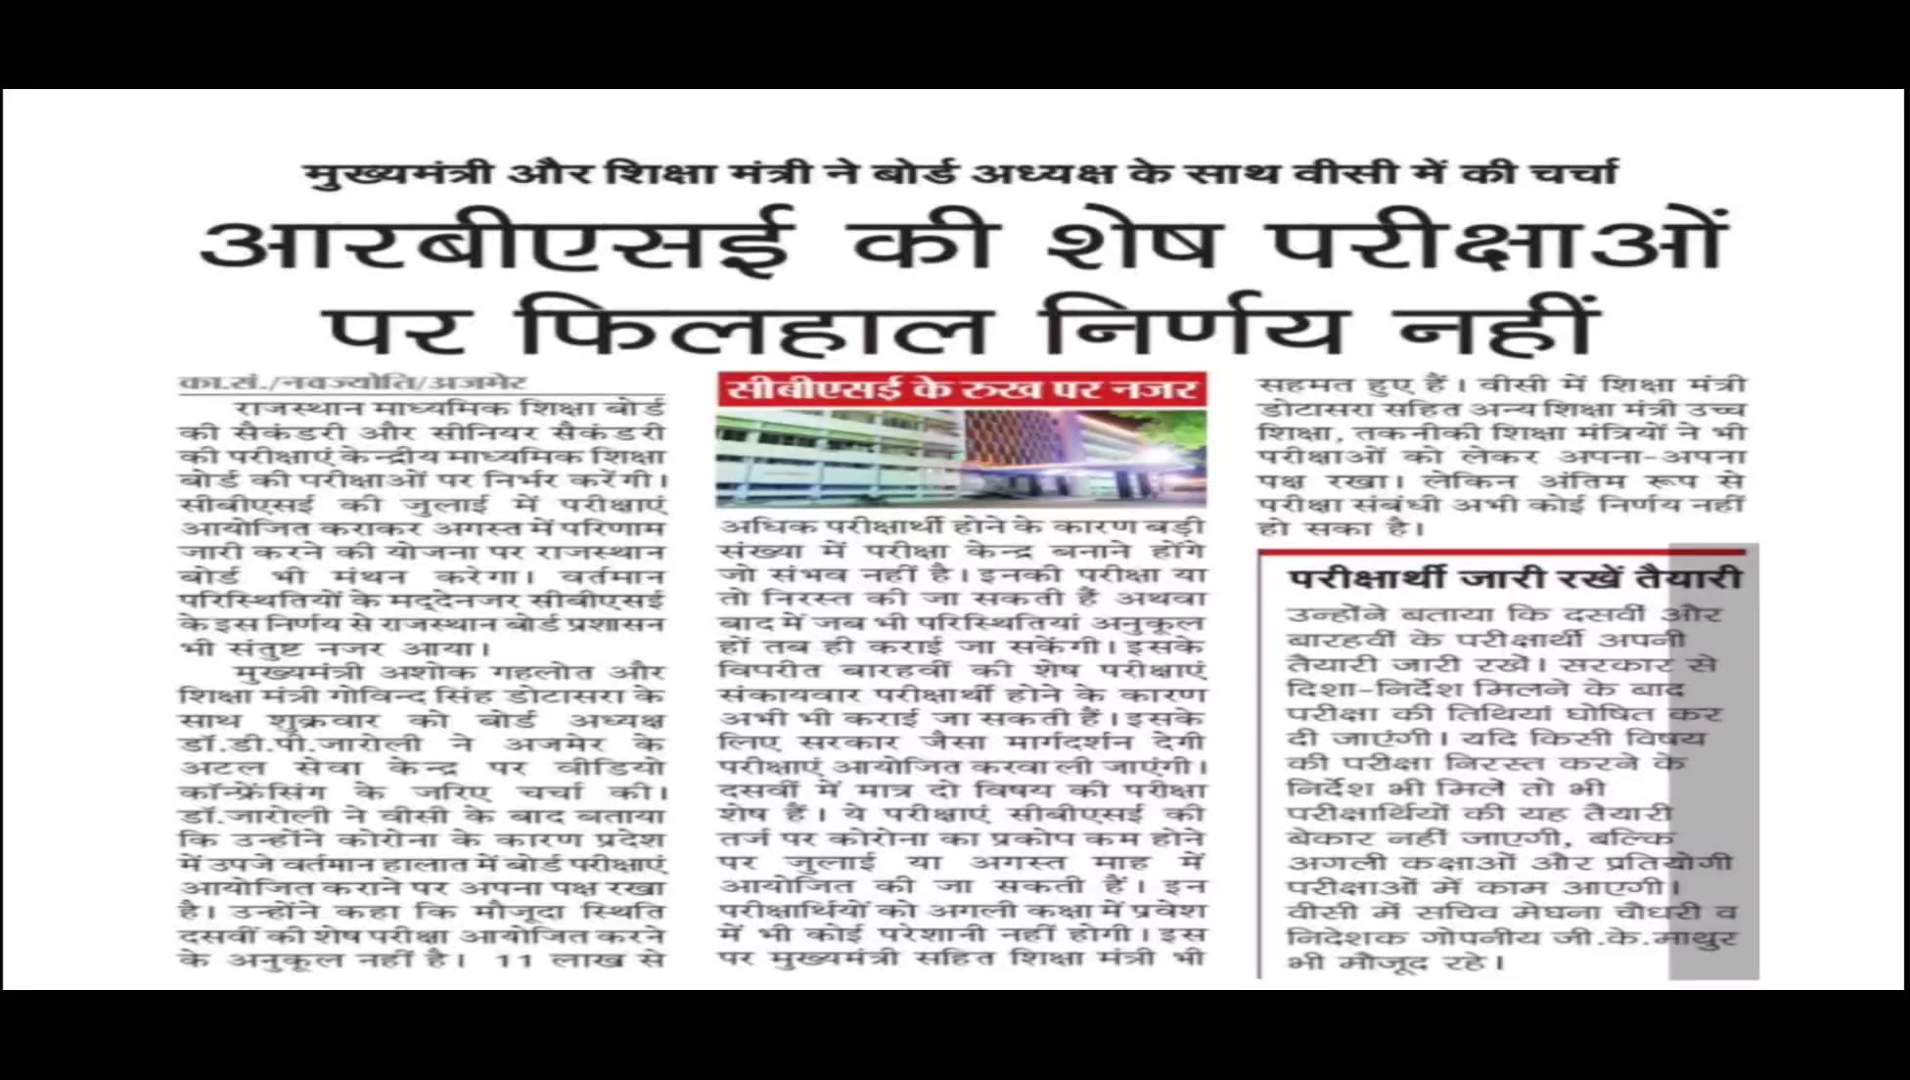 मुख्यमंत्री और शिक्षा मंत्री ने बोर्ड अध्यक्ष के साथ वीसी में की चर्चा
आरबीएसई की शेष परीक्षाओं
पर फिलहाल निर्णय नहीं
का.सं./नवज्योति/अजमेर
राजस्थान माध्यमिक शिक्षा बोर्ड
की सैकंडरी और सीनियर सैकंडरी
की परीक्षाएं केन्द्रीय माध्यमिक शिक्षा
बोर्ड की परीक्षाओं पर निर्भर करेंगी।
सीबीएसई की जुलाई में परीक्षाएं
आयोजित कराकर अगस्त में परिणाम
जारी करने की योजना पर राजस्थान
बोर्ड भी मंथन करेगा। वर्तमान
परिस्थितियों के मद्देनजर सीबीएसई
के इस निर्णय से राजस्थान बोर्ड प्रशासन
भी संतुष्ट नजर आया।
मुख्यमंत्री अशोक गहलोत और
शिक्षा मंत्री गोविन्द सिंह डोटासरा के
साथ शुक्रवार को बोर्ड अध्यक्ष
डॉ.डी.पी.जारोली ने अजमेर के
अटल सेवा केन्द्र पर वीडियो
कॉन्फ्रेंसिंग के जरिए चर्चा की।
डॉ.जारोली ने वीसी के बाद बताया
कि उन्होंने कोरोना के कारण प्रदेश
में उपजे वर्तमान हालात में बोर्ड परीक्षाएं
आयोजित कराने पर अपना पक्ष रखा
है। उन्होंने कहा कि मौजूदा स्थिति
दसवीं की शेष परीक्षा आयोजित करने
के अनुकूल नहीं है। 11 लाख से
सीबीएसई के रुख पर नजर
अधिक परीक्षार्थी होने के कारण बड़ी
संख्या में परीक्षा केन्द्र बनाने होंगे
जो संभव नहीं है। इनकी परीक्षा या
तो निरस्त की जा सकती हैं अथवा
बाद में जब भी परिस्थितियां अनुकूल
हों तब ही कराई जा सकेंगी। इसके
विपरीत बारहवीं की शेष परीक्षाएं
संकायवार परीक्षार्थी होने के कारण
अभी भी कराई जा सकती हैं। इसके
लिए सरकार जैसा मार्गदर्शन देगी
परीक्षाएं आयोजित करवा ली जाएंगी।
दसवीं में मात्र दो विषय की परीक्षा
शेष हैं। ये परीक्षाएं सीबीएसई की
तर्ज पर कोरोना का प्रकोप कम होने
पर जुलाई या अगस्त माह में
आयोजित की जा सकती हैं। इन
परीक्षार्थियों को अगली कक्षा में प्रवेश
में भी कोई परेशानी नहीं होगी। इस
पर मुख्यमंत्री सहित शिक्षा मंत्री भी
सहमत हुए हैं। वीसी में शिक्षा मंत्री
डोटासरा सहित अन्य शिक्षा मंत्री उच्च
शिक्षा, तकनीकी शिक्षा मंत्रियों ने भी
परीक्षाओं को लेकर अपना-अपना
पक्ष रखा। लेकिन अंतिम रूप से
परीक्षा संबंधी अभी कोई निर्णय नहीं
हो सका है।
परीक्षार्थी जारी रखें तैयारी
उन्होंने बताया कि दसवीं और
बारहवीं के परीक्षार्थी अपनी
तैयारी जारी रखें। सरकार से
दिशा-निर्देश मिलने के बाद
परीक्षा की तिथियां घोषित कर
दी जाएंगी। यदि किसी विषय
की परीक्षा निरस्त करने के
निर्देश भी मिले तो भी
परीक्षार्थियों की यह तैयारी
बेकार नहीं जाएगी, बल्कि
अगली कक्षाओं और प्रतियोगी
परीक्षाओं में काम आएगी।
वीसी में सचिव मेघना चौधरी व
निदेशक गोपनीय जी.के.माथुर
भी मौजूद रहे।